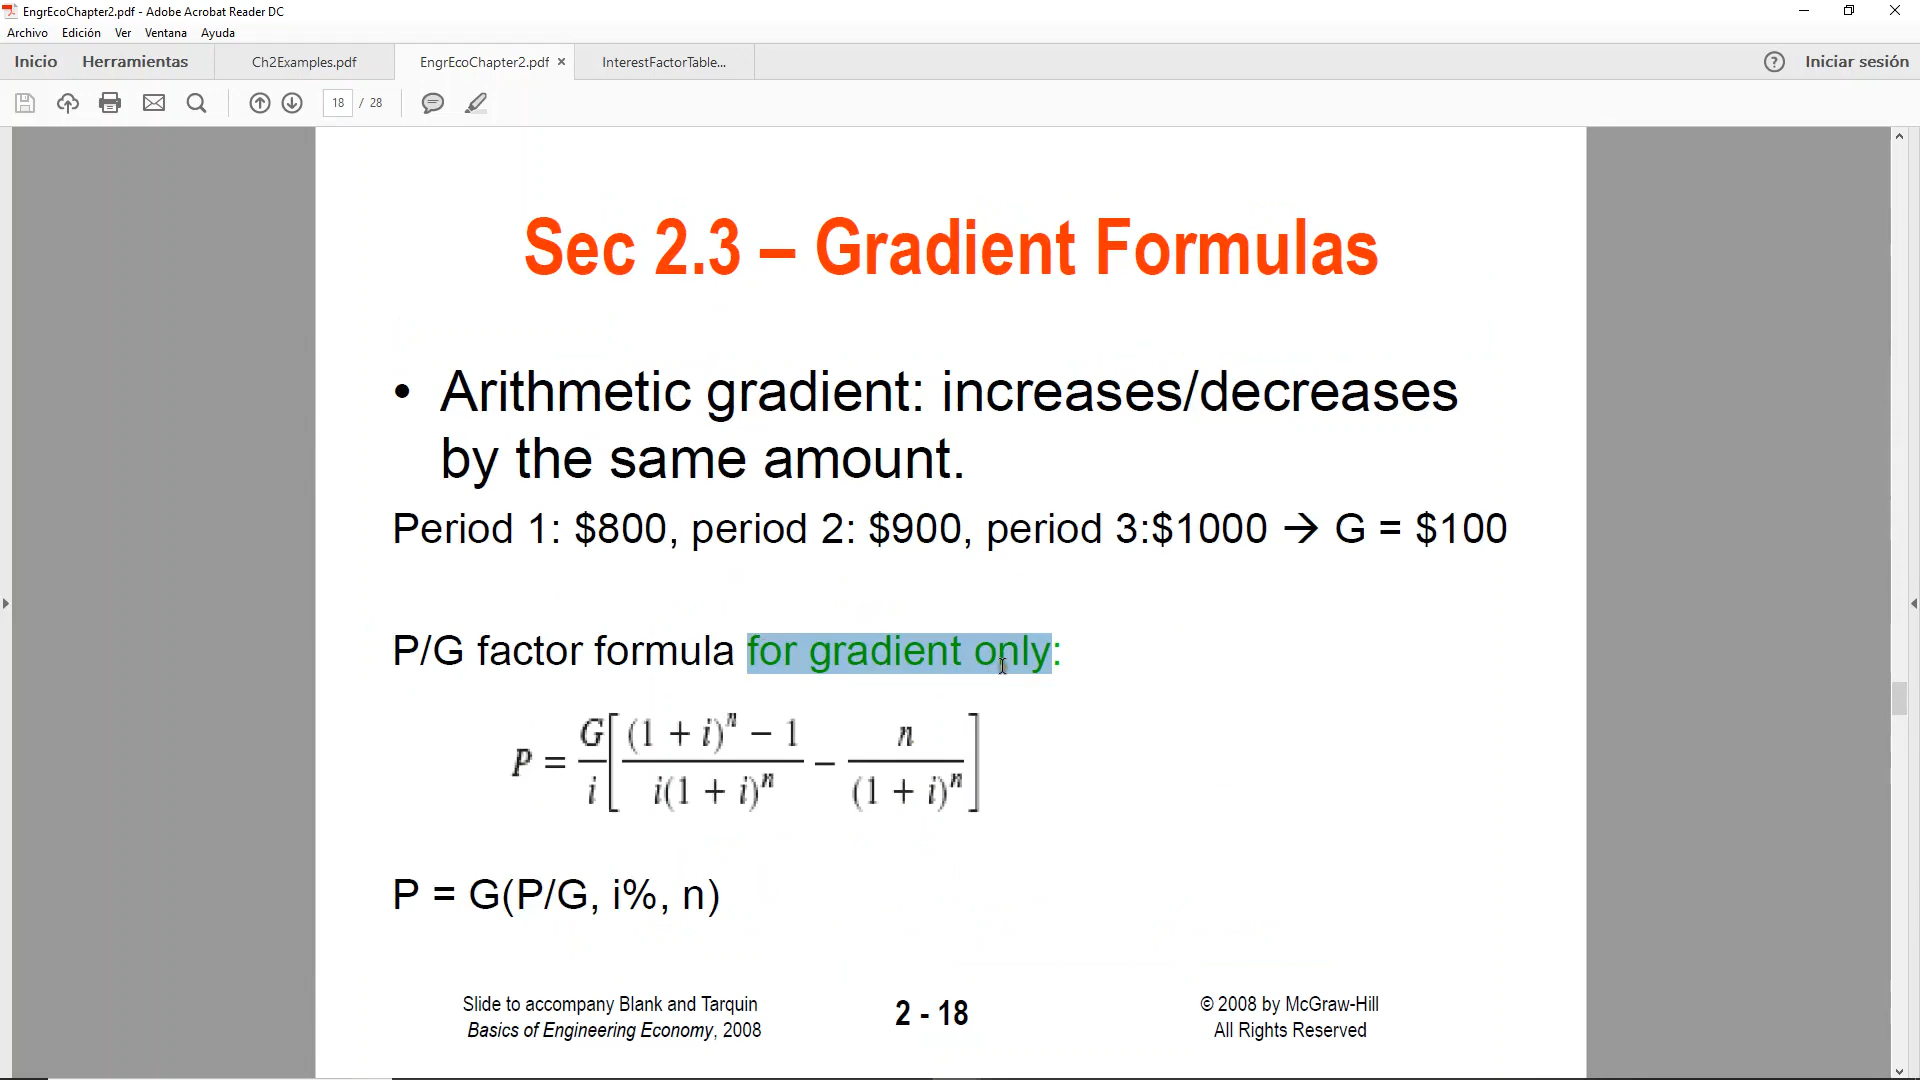 EngrEcoChapter2.pdf - Adobe Acrobat Reader DC
Archivo Edición Ver Ventana Ayuda
Inicio Herramientas Ch2Examples.pdf EngrEcoChapter2.pdf × InterestFactorTable... ? Iniciar sesión
18 / 28
Sec 2.3 – Gradient Formulas
• Arithmetic gradient: increases/decreases
by the same amount.
Period 1: $800, period 2: $900, period 3:$1000 → G = $100
P/G factor formula for gradient only:
P = G/i [ ((1 + i)^n − 1)/(i(1 + i)^n) − n/((1 + i)^n) ]
P = G(P/G, i%, n)
Slide to accompany Blank and Tarquin
Basics of Engineering Economy, 2008
2 - 18
© 2008 by McGraw-Hill
All Rights Reserved